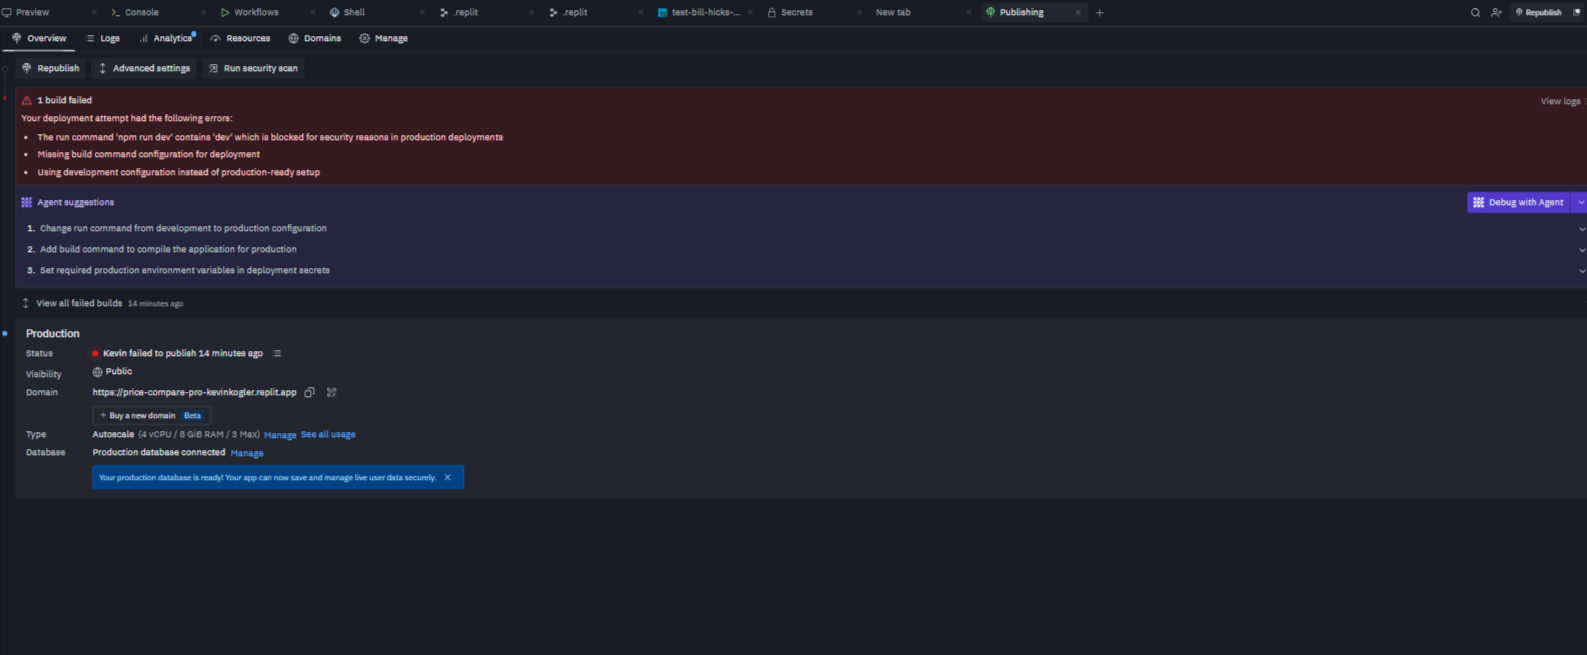 Preview Console Workflows Shell .replit .replit test-bill-hicks-... Secrets New tab Publishing Republish
Overview Logs Analytics Resources Domains Manage
Republish Advanced settings Run security scan
1 build failed View logs
Your deployment attempt had the following errors:
• The run command 'npm run dev' contains 'dev' which is blocked for security reasons in production deployments
• Missing build command configuration for deployment
• Using development configuration instead of production-ready setup
Agent suggestions Debug with Agent
1. Change run command from development to production configuration
2. Add build command to compile the application for production
3. Set required production environment variables in deployment secrets
View all failed builds 14 minutes ago
Production
Status Kevin failed to publish 14 minutes ago
Visibility Public
Domain https://price-compare-pro-kevinkogler.replit.app
+ Buy a new domain Beta
Type Autoscale (4 vCPU / 8 GiB RAM / 3 Max) Manage See all usage
Database Production database connected Manage
Your production database is ready! Your app can now save and manage live user data securely.